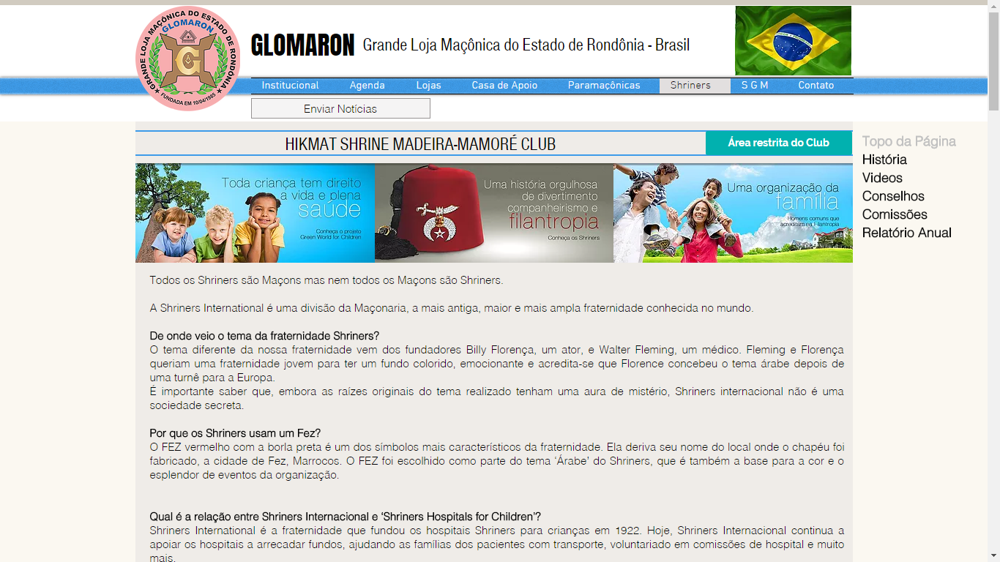 GRANDE LOJA MAÇÔNICA DO ESTADO DE RONDÔNIA
GLOMARON
G
FUNDADA EM 10/04/1985
GLOMARON Grande Loja Maçônica do Estado de Rondônia - Brasil
Institucional Agenda Lojas Casa de Apoio Paramaçônicas Shriners S G M Contato
Enviar Notícias
HIKMAT SHRINE MADEIRA-MAMORÉ CLUB
Área restrita do Club
Topo da Página
História
Videos
Conselhos
Comissões
Relatório Anual
Toda criança tem direito
a vida e plena
saúde
Conheça o projeto
Green World for Children
Uma história orgulhosa
de divertimento
companheirismo e
filantropia
Conheça os Shriners
Uma organização da
família
Homens comuns que
acreditam na Filantropia
Todos os Shriners são Maçons mas nem todos os Maçons são Shriners.
A Shriners International é uma divisão da Maçonaria, a mais antiga, maior e mais ampla fraternidade conhecida no mundo.
De onde veio o tema da fraternidade Shriners?
O tema diferente da nossa fraternidade vem dos fundadores Billy Florença, um ator, e Walter Fleming, um médico. Fleming e Florença
queriam uma fraternidade jovem para ter um fundo colorido, emocionante e acredita-se que Florence concebeu o tema árabe depois de
uma turnê para a Europa.
É importante saber que, embora as raízes originais do tema realizado tenham uma aura de mistério, Shriners internacional não é uma
sociedade secreta.
Por que os Shriners usam um Fez?
O FEZ vermelho com a borla preta é um dos símbolos mais característicos da fraternidade. Ela deriva seu nome do local onde o chapéu foi
fabricado, a cidade de Fez, Marrocos. O FEZ foi escolhido como parte do tema ‘Árabe’ do Shriners, que é também a base para a cor e o
esplendor de eventos da organização.
Qual é a relação entre Shriners Internacional e ‘Shriners Hospitals for Children’?
Shriners International é a fraternidade que fundou os hospitais Shriners para crianças em 1922. Hoje, Shriners Internacional continua a
apoiar os hospitais a arrecadar fundos, ajudando as famílias dos pacientes com transporte, voluntariado em comissões de hospital e muito
mais.